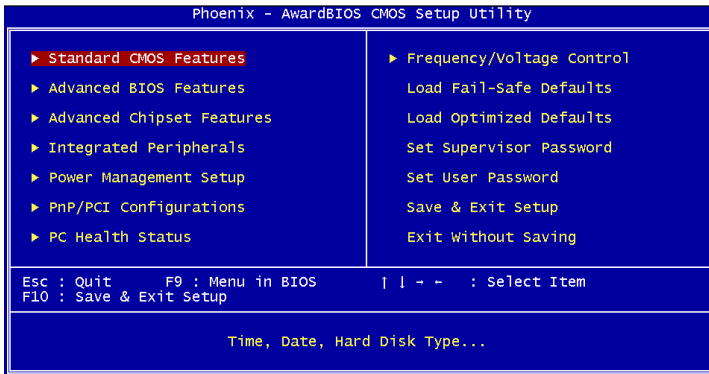 Phoenix - AwardBIOS CMOS Setup Utility
▶ Standard CMOS Features
▶ Advanced BIOS Features
▶ Advanced Chipset Features
▶ Integrated Peripherals
▶ Power Management Setup
▶ PnP/PCI Configurations
▶ PC Health Status
▶ Frequency/Voltage Control
Load Fail-Safe Defaults
Load Optimized Defaults
Set Supervisor Password
Set User Password
Save & Exit Setup
Exit Without Saving
Esc : Quit F9 : Menu in BIOS ↑ ↓ → ← : Select Item
F10 : Save & Exit Setup
Time, Date, Hard Disk Type...